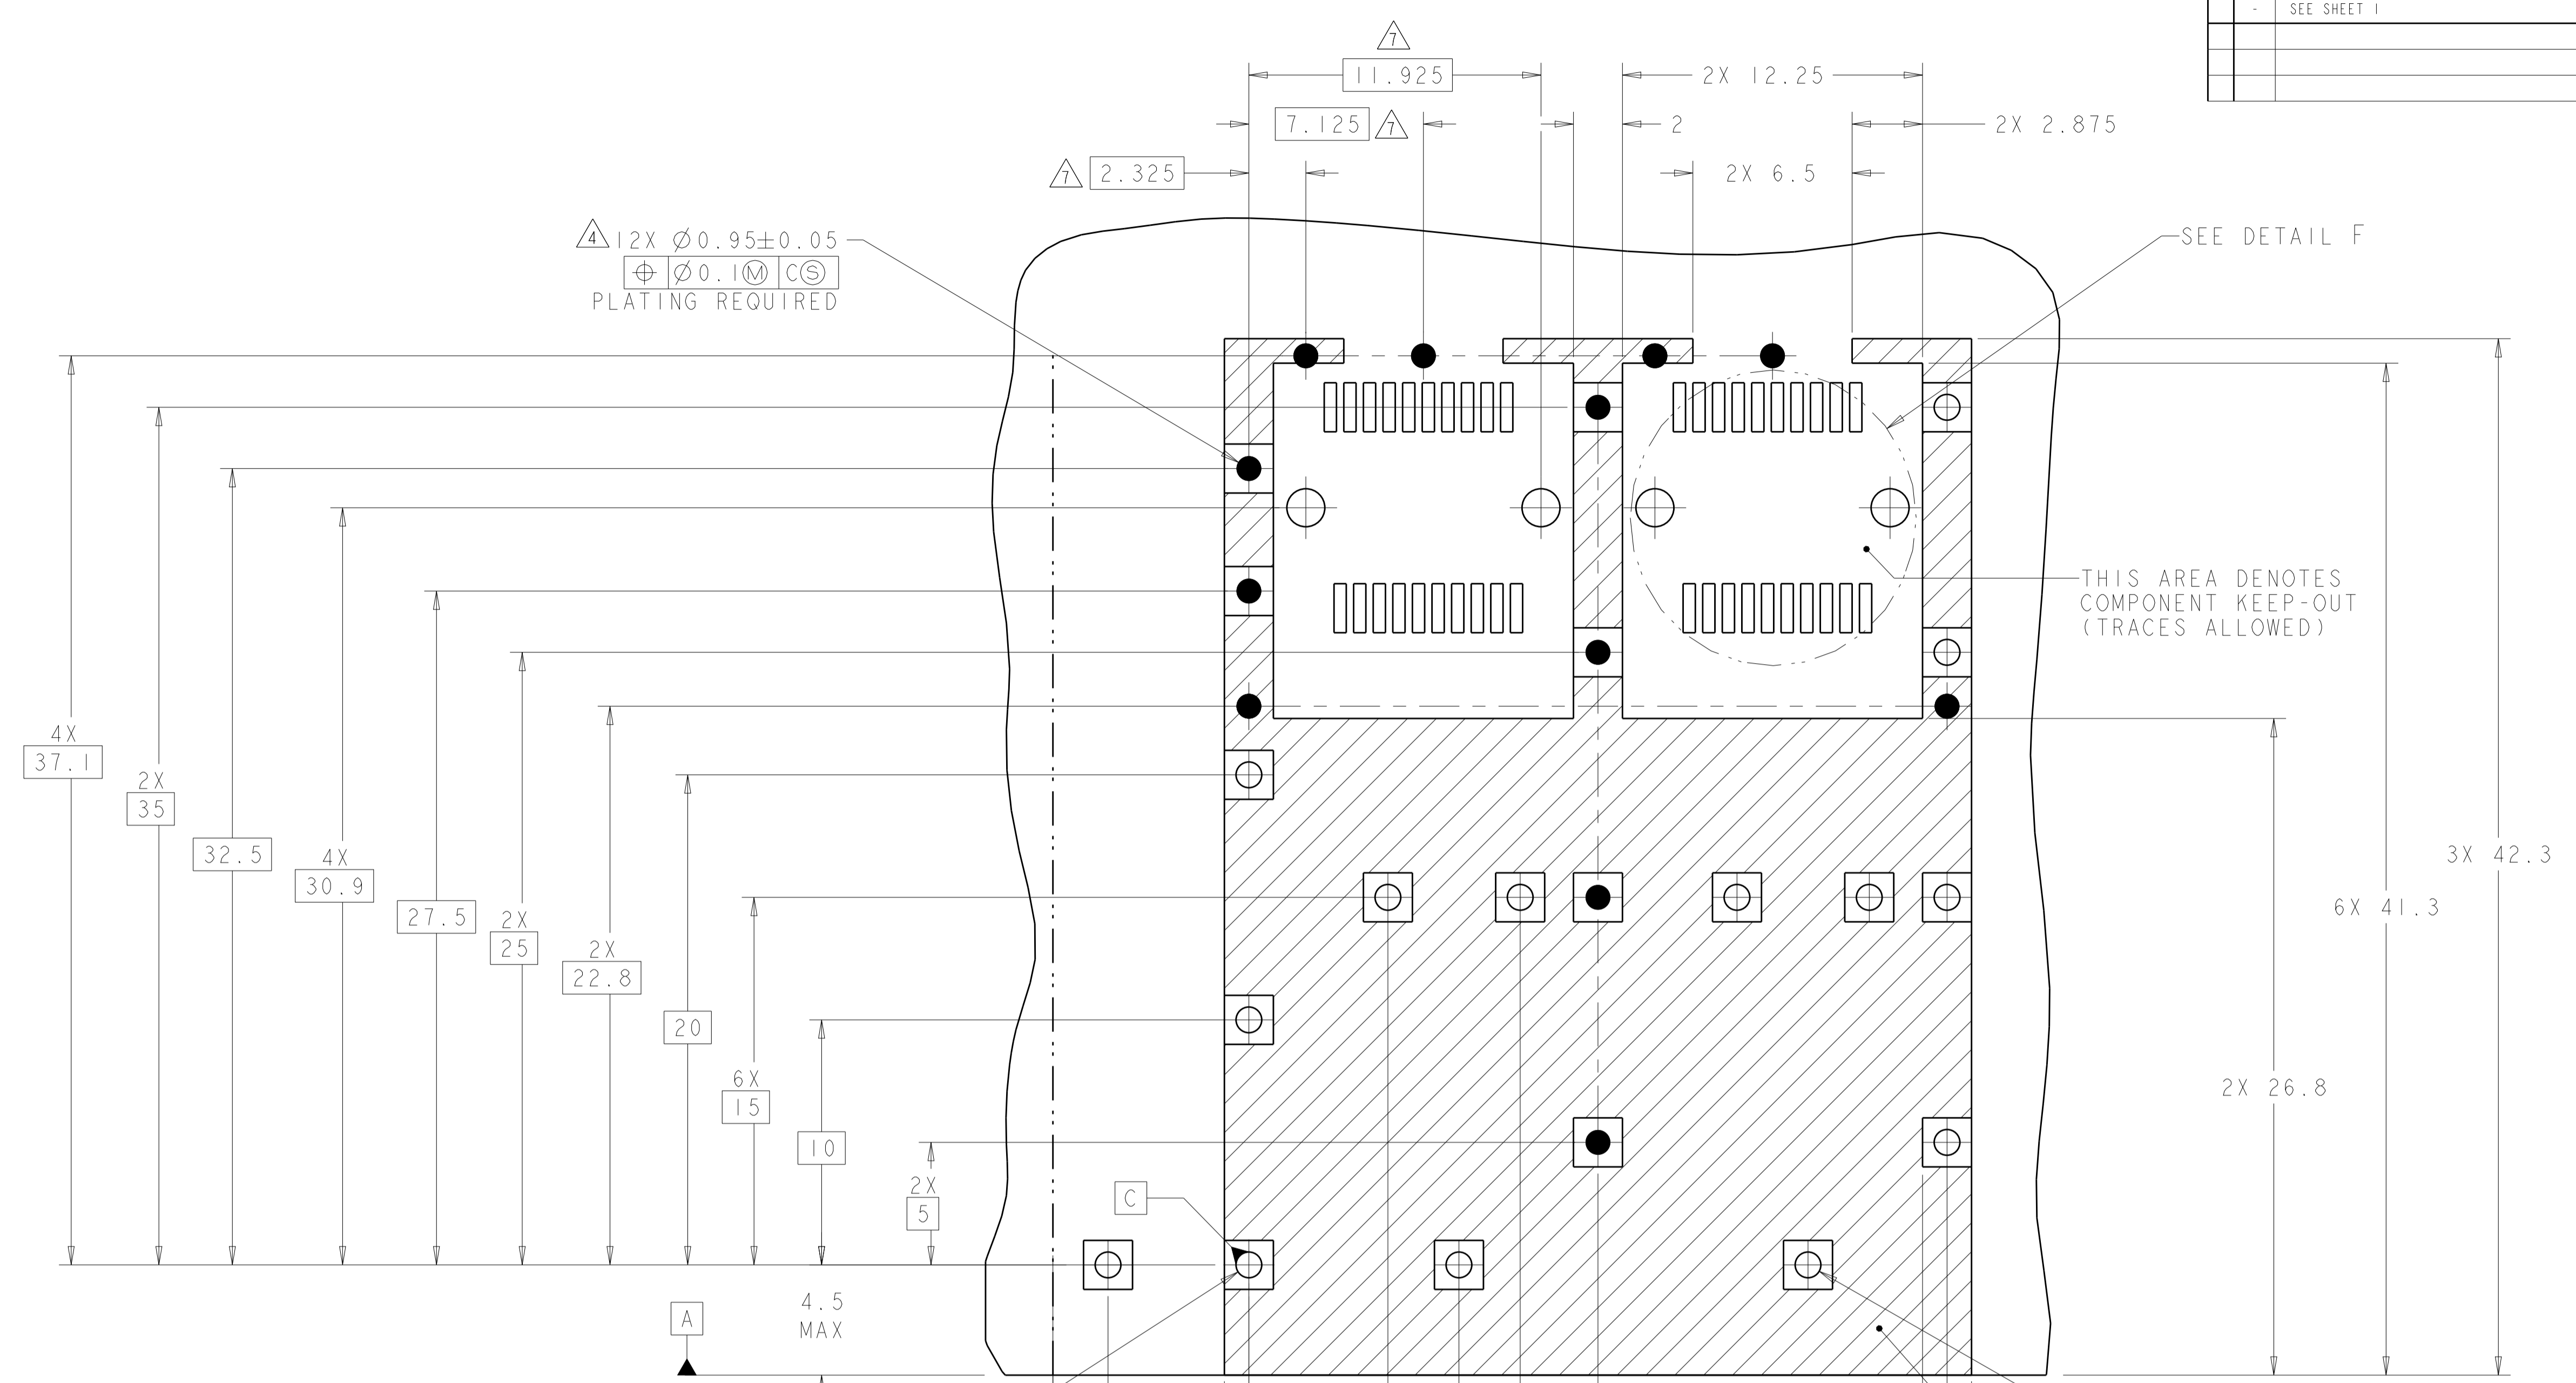 - SEE SHEET 1
7
11.925
2X 12.25
7.125 7
2
2X 2.875
7 2.325
2X 6.5
4 12X Ø0.95±0.05
⌖ Ø0.1Ⓜ CⓈ
PLATING REQUIRED
SEE DETAIL F
THIS AREA DENOTES
COMPONENT KEEP-OUT
(TRACES ALLOWED)
4X
37.1
2X
35
32.5
4X
30.9
27.5
2X
25
2X
22.8
20
6X
15
10
2X
5
3X 42.3
6X 41.3
2X 26.8
C
A
4.5
MAX